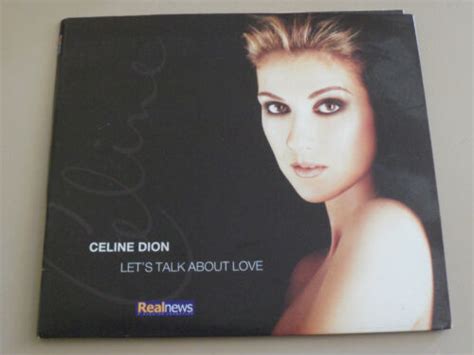 Celine
CELINE DION
LET'S TALK ABOUT LOVE
Realnews